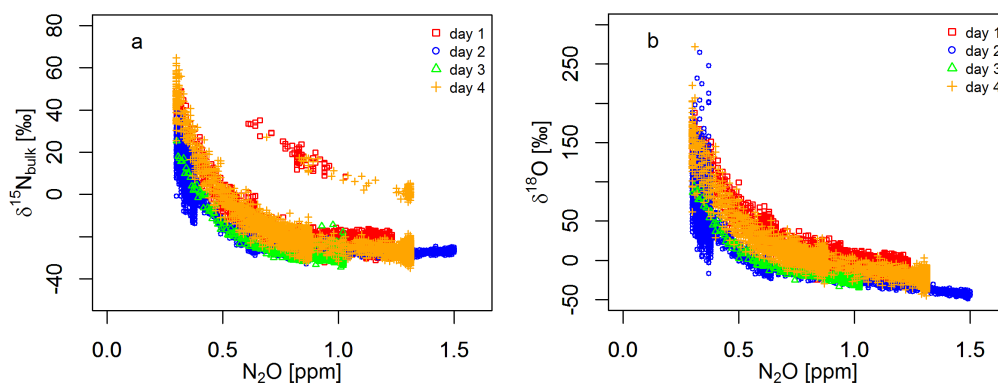 a
day 1
day 2
day 3
day 4
80
60
40
20
0
-40
δ¹⁵N_bulk [‰]
0.0 0.5 1.0 1.5
N₂O [ppm]
b
day 1
day 2
day 3
day 4
250
150
50
0
-50
δ¹⁸O [‰]
0.0 0.5 1.0 1.5
N₂O [ppm]